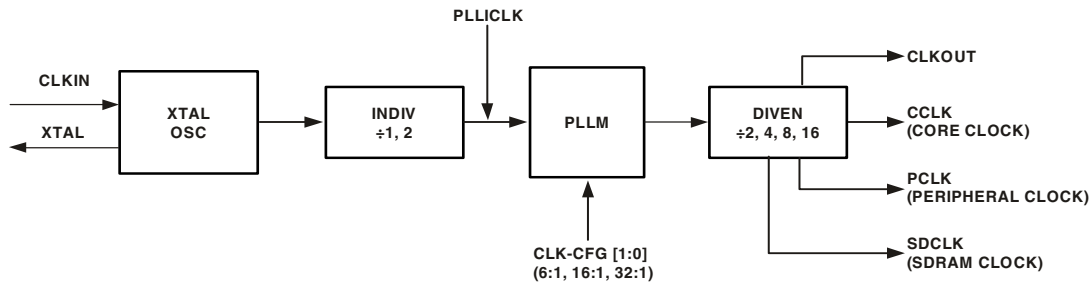 PLLICLK
CLKIN
XTAL
XTAL
OSC
INDIV
÷1, 2
PLLM
DIVEN
÷2, 4, 8, 16
CLK-CFG [1:0]
(6:1, 16:1, 32:1)
CLKOUT
CCLK
(CORE CLOCK)
PCLK
(PERIPHERAL CLOCK)
SDCLK
(SDRAM CLOCK)